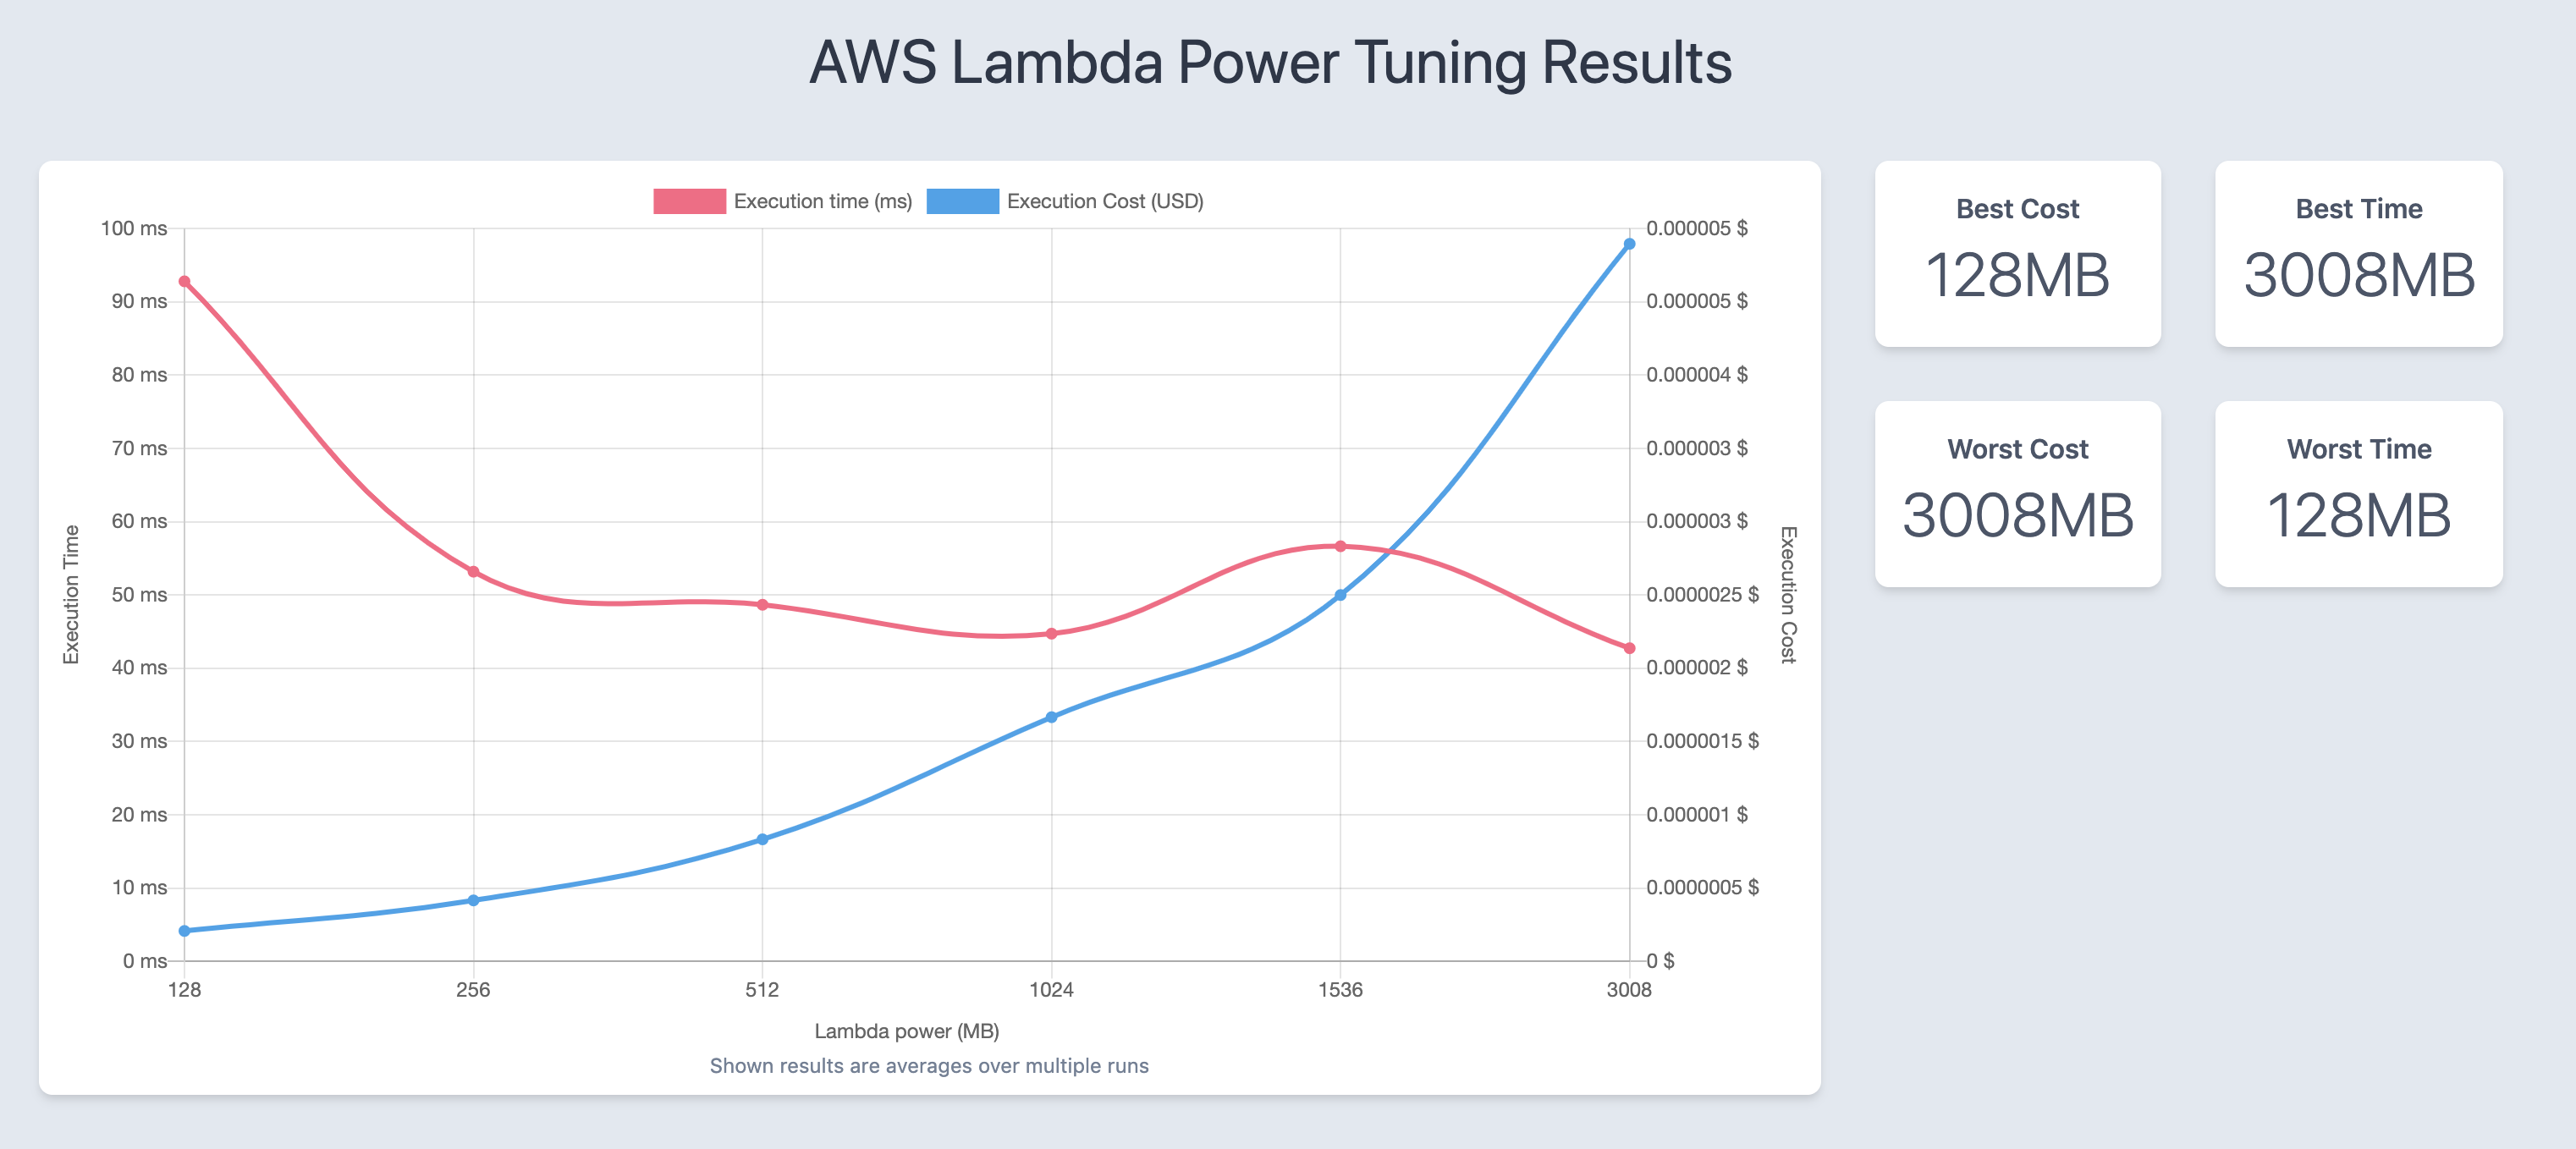 AWS Lambda Power Tuning Results
Execution time (ms)
Execution Cost (USD)
100 ms
90 ms
80 ms
70 ms
60 ms
50 ms
40 ms
30 ms
20 ms
10 ms
0 ms
Execution Time
0.000005 $
0.000005 $
0.000004 $
0.000003 $
0.000003 $
0.0000025 $
0.000002 $
0.0000015 $
0.000001 $
0.0000005 $
0 $
Execution Cost
128
256
512
1024
1536
3008
Lambda power (MB)
Shown results are averages over multiple runs
Best Cost
128MB
Best Time
3008MB
Worst Cost
3008MB
Worst Time
128MB